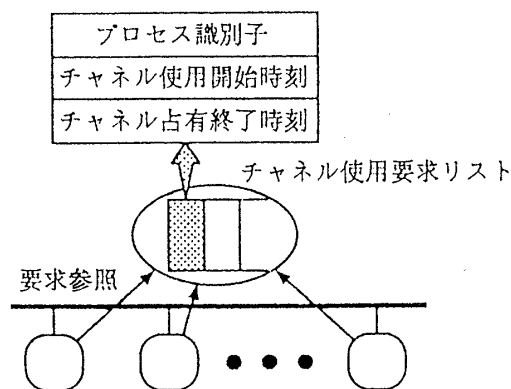 プロセス識別子
チャネル使用開始時刻
チャネル占有終了時刻
チャネル使用要求リスト
要求参照